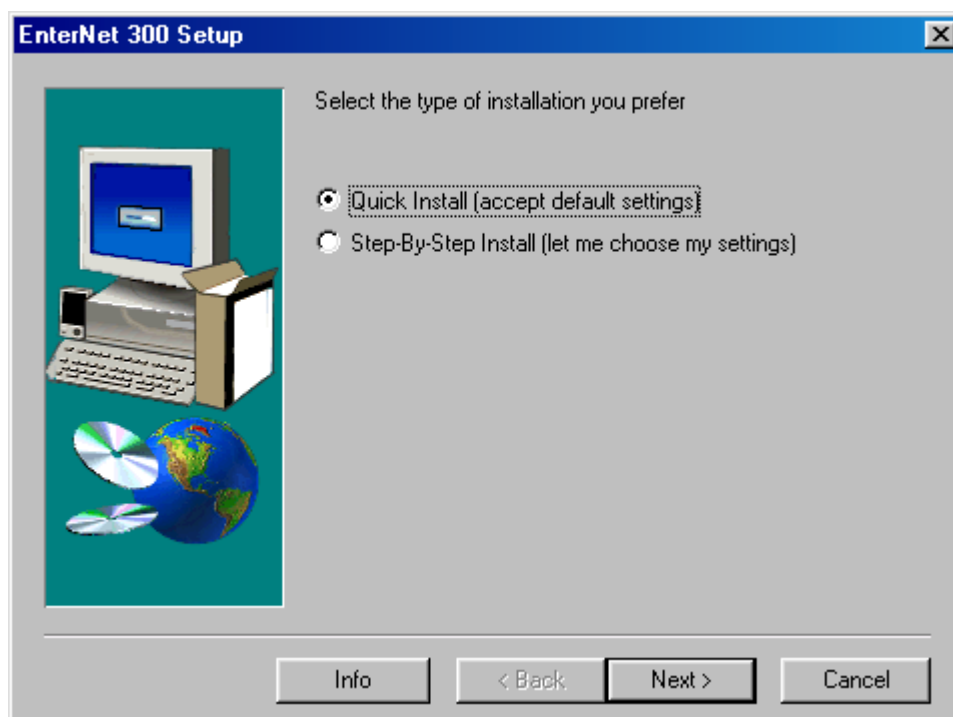 EnterNet 300 Setup
Select the type of installation you prefer
Quick Install (accept default settings)
Step-By-Step Install (let me choose my settings)
Info
< Back
Next >
Cancel